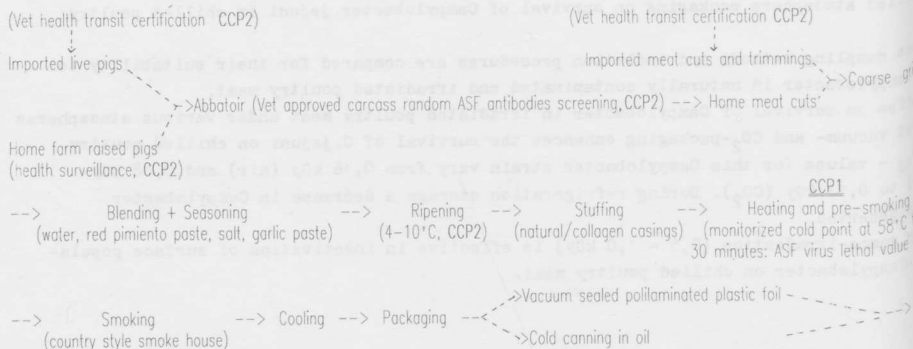 (Vet health transit certification CCP2) (Vet health transit certification CCP2)
Imported live pigs Imported meat cuts and trimmings.
-->Coarse
-->Abbatoir (Vet approved carcass random ASF antibodies screening,CCP2) --> Home meat cuts
Home farm raised pigs
(health surveillance, CCP2)
CCP1
--> Blending + Seasoning --> Ripening --> Stuffing --> Heating and pre-smoking
(water, red pimiento paste, salt, garlic paste) (4-10°C, CCP2) (natural/collagen casings) (monitorized cold point at 58°C
30 minutes: ASF virus lethal value
-->Vacuum sealed polilaminated plastic foil
--> Smoking --> Cooling --> Packaging
(country style smoke house) -->Cold canning in oil